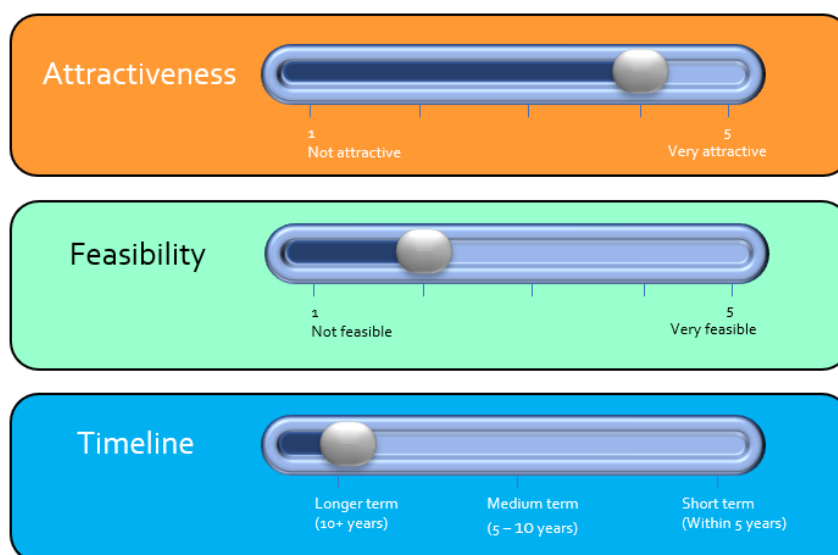 Attractiveness
1
5
Not attractive
Very attractive
Feasibility
1
5
Not feasible
Very feasible
Timeline
Longer term
(10+ years)
Medium term
(5 – 10 years)
Short term
(Within 5 years)